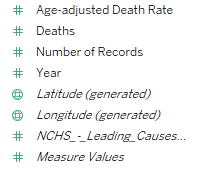 Age-adjusted Death Rate
Deaths
Number of Records
Year
Latitude (generated)
Longitude (generated)
NCHS_-_Leading_Causes...
Measure Values